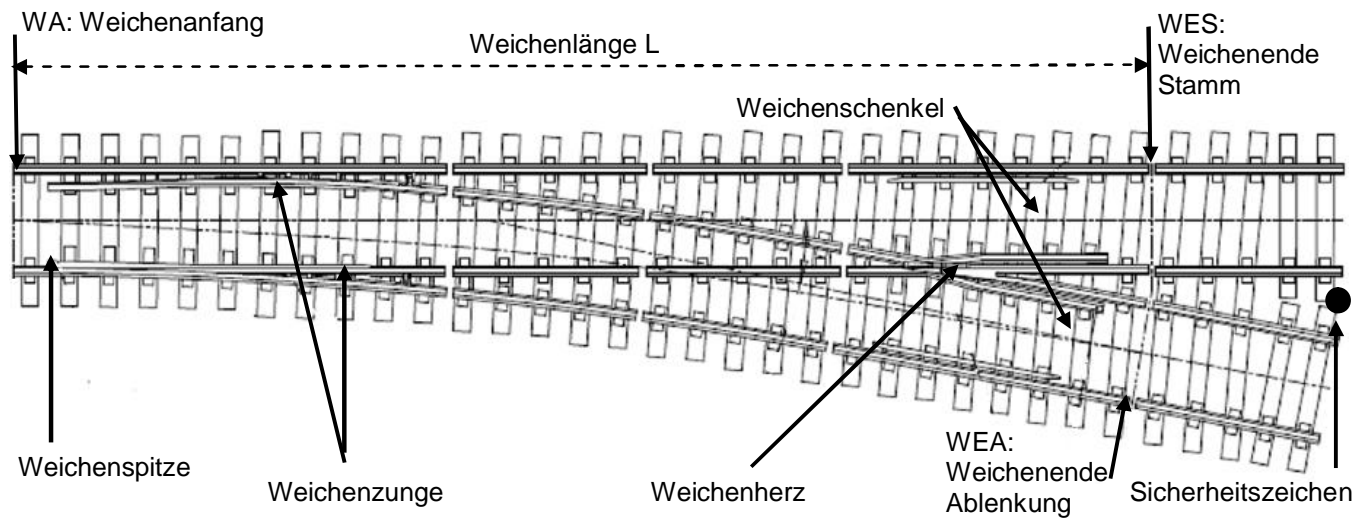 WA: Weichenanfang
Weichenlänge L
WES:
Weichenende
Stamm
Weichenschenkel
Weichenspitze
Weichenzunge
Weichenherz
WEA:
Weichenende
Ablenkung
Sicherheitszeichen